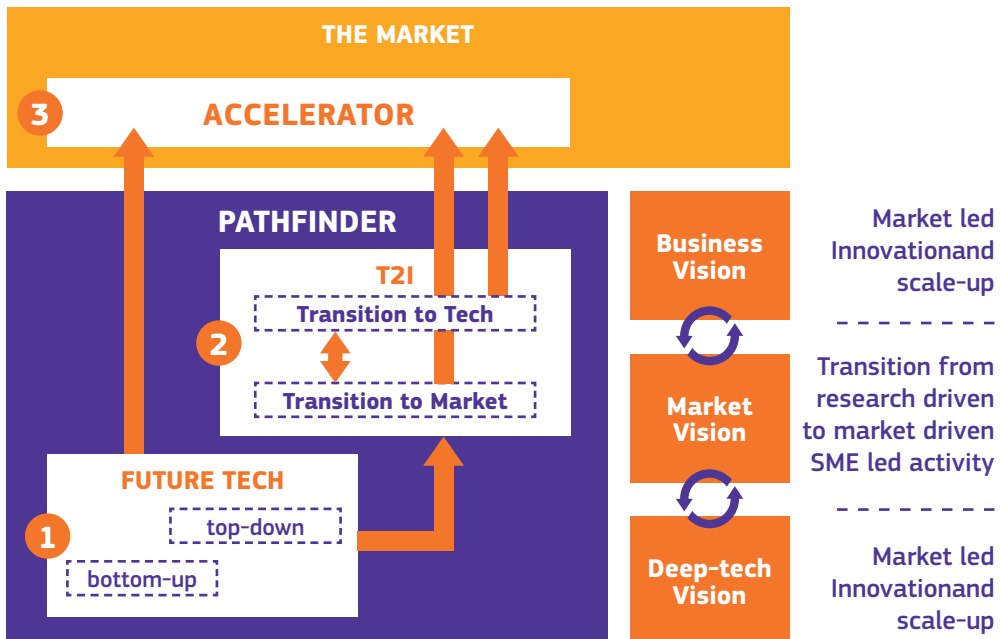 THE MARKET
3
ACCELERATOR
PATHFINDER
T2I
Transition to Tech
2
Transition to Market
FUTURE TECH
top-down
1
bottom-up
Business
Vision
Market led
Innovationand
scale-up
Market
Vision
Transition from
research driven
to market driven
SME led activity
Deep-tech
Vision
Market led
Innovationand
scale-up